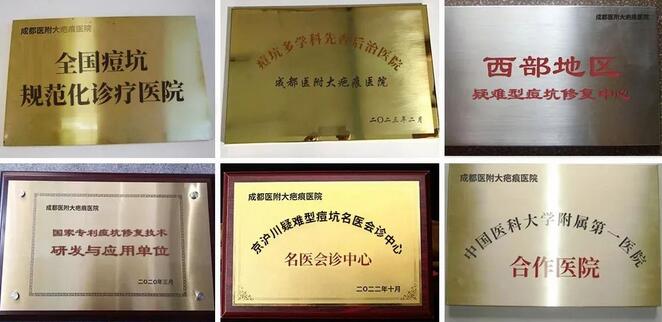 成都医附大疤痕医院
全国痘坑
规范化诊疗医院
痘坑多学科先查后治医院
成都医附大疤痕医院
二〇二三年二月
成都医附大疤痕医院
西部地区
疑难型痘坑修复中心
成都医附大疤痕医院
国家专利痘坑修复技术
研发与应用单位
二〇二〇年三月
成都医附大疤痕医院
京沪川疑难型痘坑名医会诊中心
名医会诊中心
二〇二二年十月
成都医附大疤痕医院
中国医科大学附属第一医院
合作医院